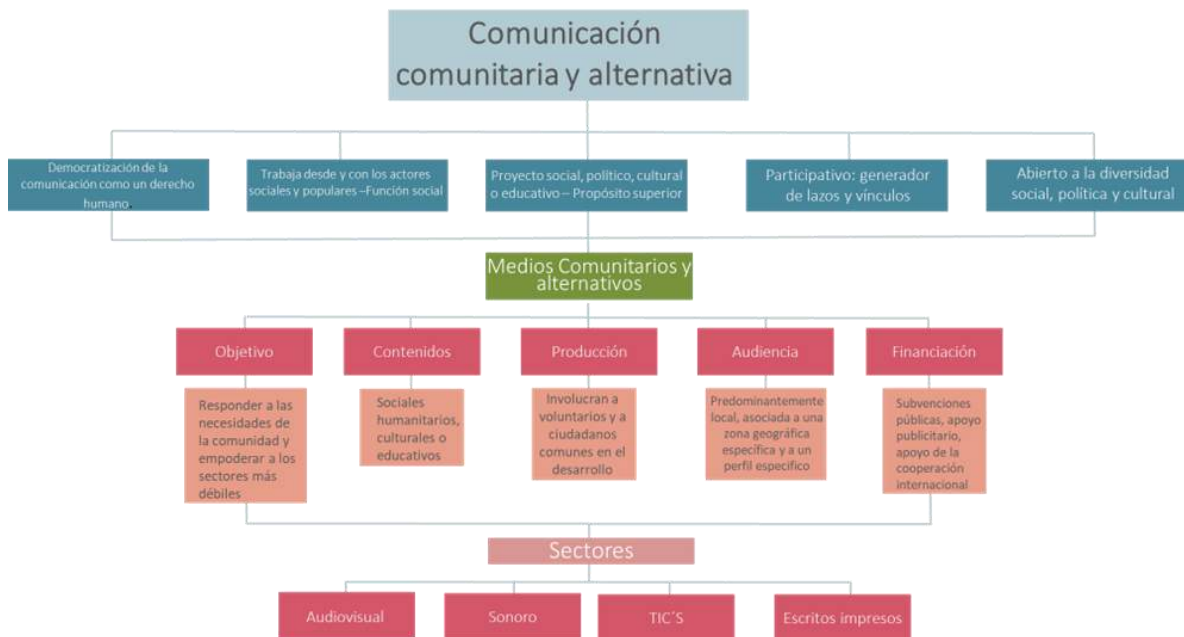 Comunicación
comunitaria y alternativa
Democratización de la
comunicación como un derecho
humano.
Trabaja desde y con los actores
sociales y populares –Función social
Proyecto social, político, cultural
o educativo – Propósito superior
Participativo: generador
de lazos y vínculos
Abierto a la diversidad
social, política y cultural
Medios Comunitarios y
alternativos
Objetivo
Contenidos
Producción
Audiencia
Financiación
Responder a las
necesidades de
la comunidad y
empoderar a los
sectores más
débiles
Sociales
humanitarios,
culturales o
educativos
Involucran a
voluntarios y a
ciudadanos
comunes en el
desarrollo
Predominantemente
local, asociada a una
zona geográfica
específica y a un
perfil especifico
Subvenciones
públicas, apoyo
publicitario,
apoyo de la
cooperación
internacional
Sectores
Audiovisual
Sonoro
TIC´S
Escritos impresos